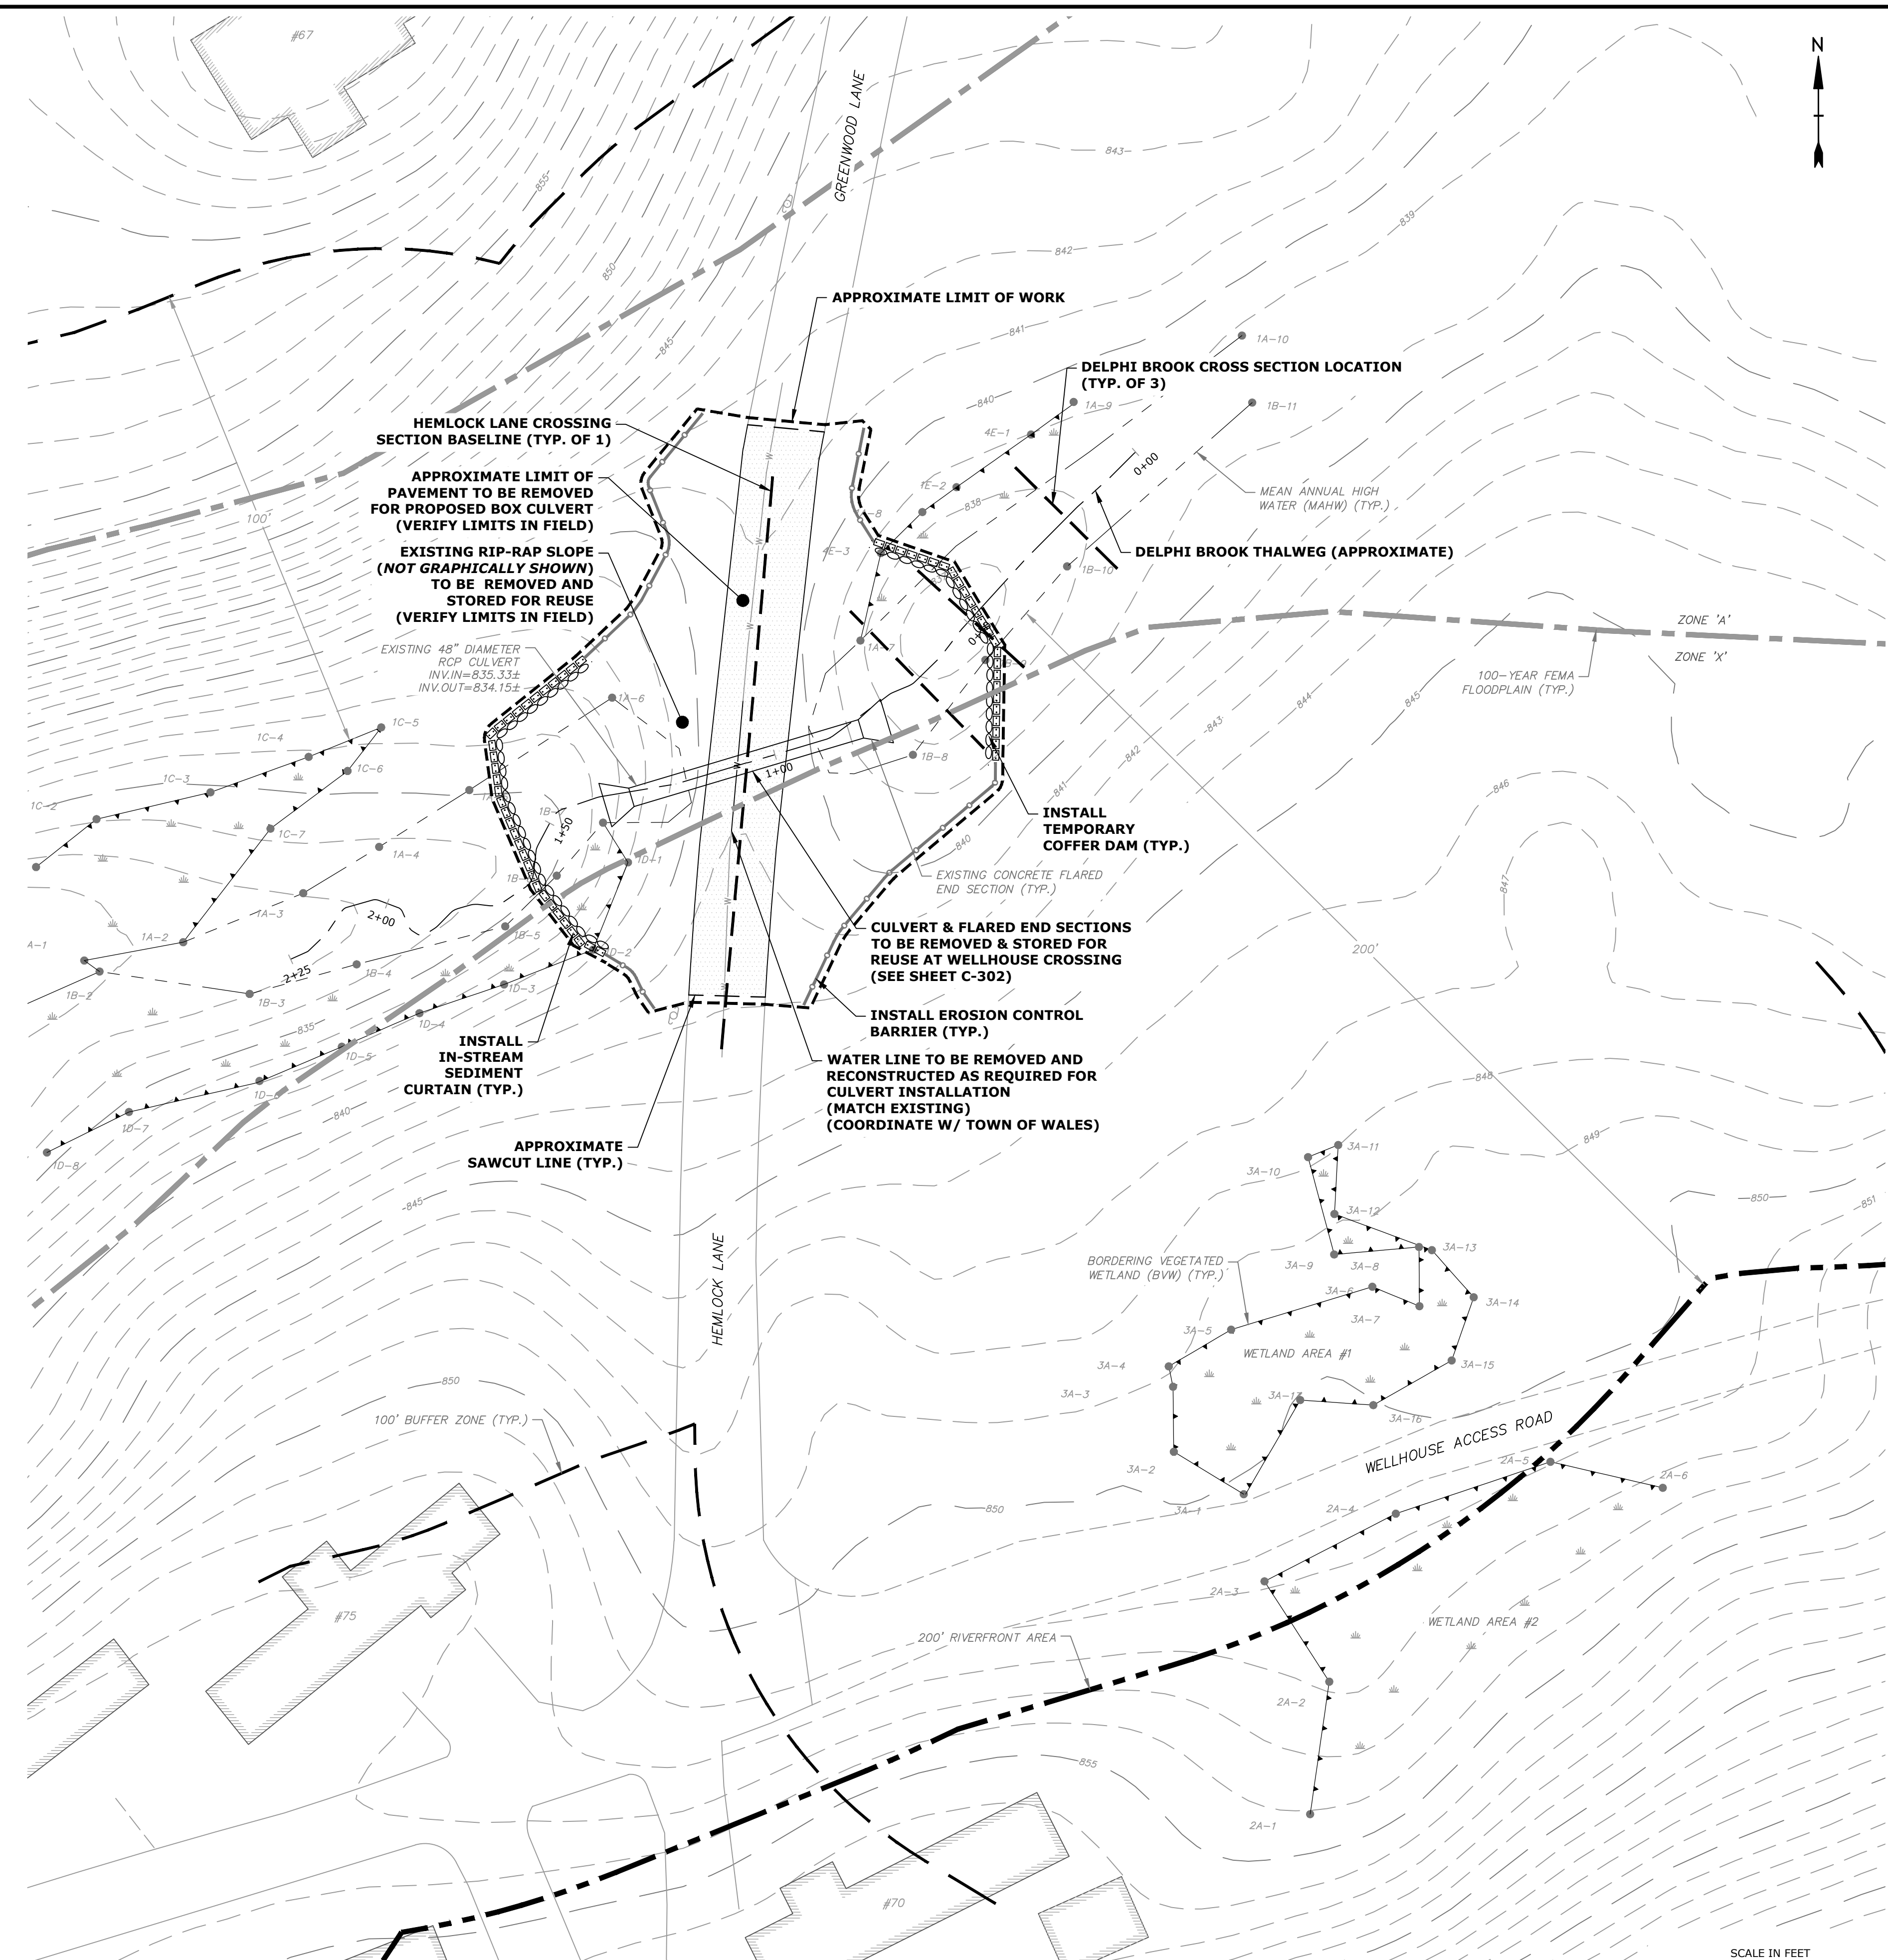 #67
N
GREENWOOD LANE
843
855
839
850
842
APPROXIMATE LIMIT OF WORK
841
845
1A-10
DELPHI BROOK CROSS SECTION LOCATION
(TYP. OF 3)
840
1A-9
1B-11
HEMLOCK LANE CROSSING
SECTION BASELINE (TYP. OF 1)
4E-1
W
0+00
APPROXIMATE LIMIT OF
PAVEMENT TO BE REMOVED
FOR PROPOSED BOX CULVERT
(VERIFY LIMITS IN FIELD)
1E-2
838
MEAN ANNUAL HIGH
WATER (MAHW) (TYP.)
100'
W
4E-3
EXISTING RIP-RAP SLOPE
(NOT GRAPHICALLY SHOWN)
TO BE REMOVED AND
STORED FOR REUSE
(VERIFY LIMITS IN FIELD)
DELPHI BROOK THALWEG (APPROXIMATE)
1B-10
W
ZONE 'A'
ZONE 'X'
EXISTING 48" DIAMETER
RCP CULVERT
INV.IN=835.33±
INV.OUT=834.15±
1A-7
100-YEAR FEMA
FLOODPLAIN (TYP.)
1A-6
844
845
843
1C-5
1C-4
842
1B-8
1C-6
W
1+00
1C-3
841
846
1C-2
1+50
INSTALL
TEMPORARY
COFFER DAM (TYP.)
1C-7
840
1A-4
1D-1
EXISTING CONCRETE FLARED
END SECTION (TYP.)
847
W
1A-3
2+00
CULVERT & FLARED END SECTIONS
TO BE REMOVED & STORED FOR
REUSE AT WELLHOUSE CROSSING
(SEE SHEET C-302)
1A-2
1B-5
200'
2+25
1B-4
1D-3
W
1B-2
1B-3
INSTALL EROSION CONTROL
BARRIER (TYP.)
835
1D-4
INSTALL
IN-STREAM
SEDIMENT
CURTAIN (TYP.)
1D-5
WATER LINE TO BE REMOVED AND
RECONSTRUCTED AS REQUIRED FOR
CULVERT INSTALLATION
(MATCH EXISTING)
(COORDINATE W/ TOWN OF WALES)
848
840
1D-7
849
APPROXIMATE
SAWCUT LINE (TYP.)
3A-11
1D-8
3A-10
845
850
851
3A-12
HEMLOCK LANE
BORDERING VEGETATED
WETLAND (BVW) (TYP.)
3A-13
3A-9
3A-8
3A-6
3A-14
3A-7
3A-5
WETLAND AREA #1
3A-4
3A-15
850
3A-3
100' BUFFER ZONE (TYP.)
3A-16
WELLHOUSE ACCESS ROAD
2A-5
3A-2
2A-6
850
3A-1
2A-4
2A-3
#75
WETLAND AREA #2
200' RIVERFRONT AREA
2A-2
855
2A-1
#70
SCALE IN FEET